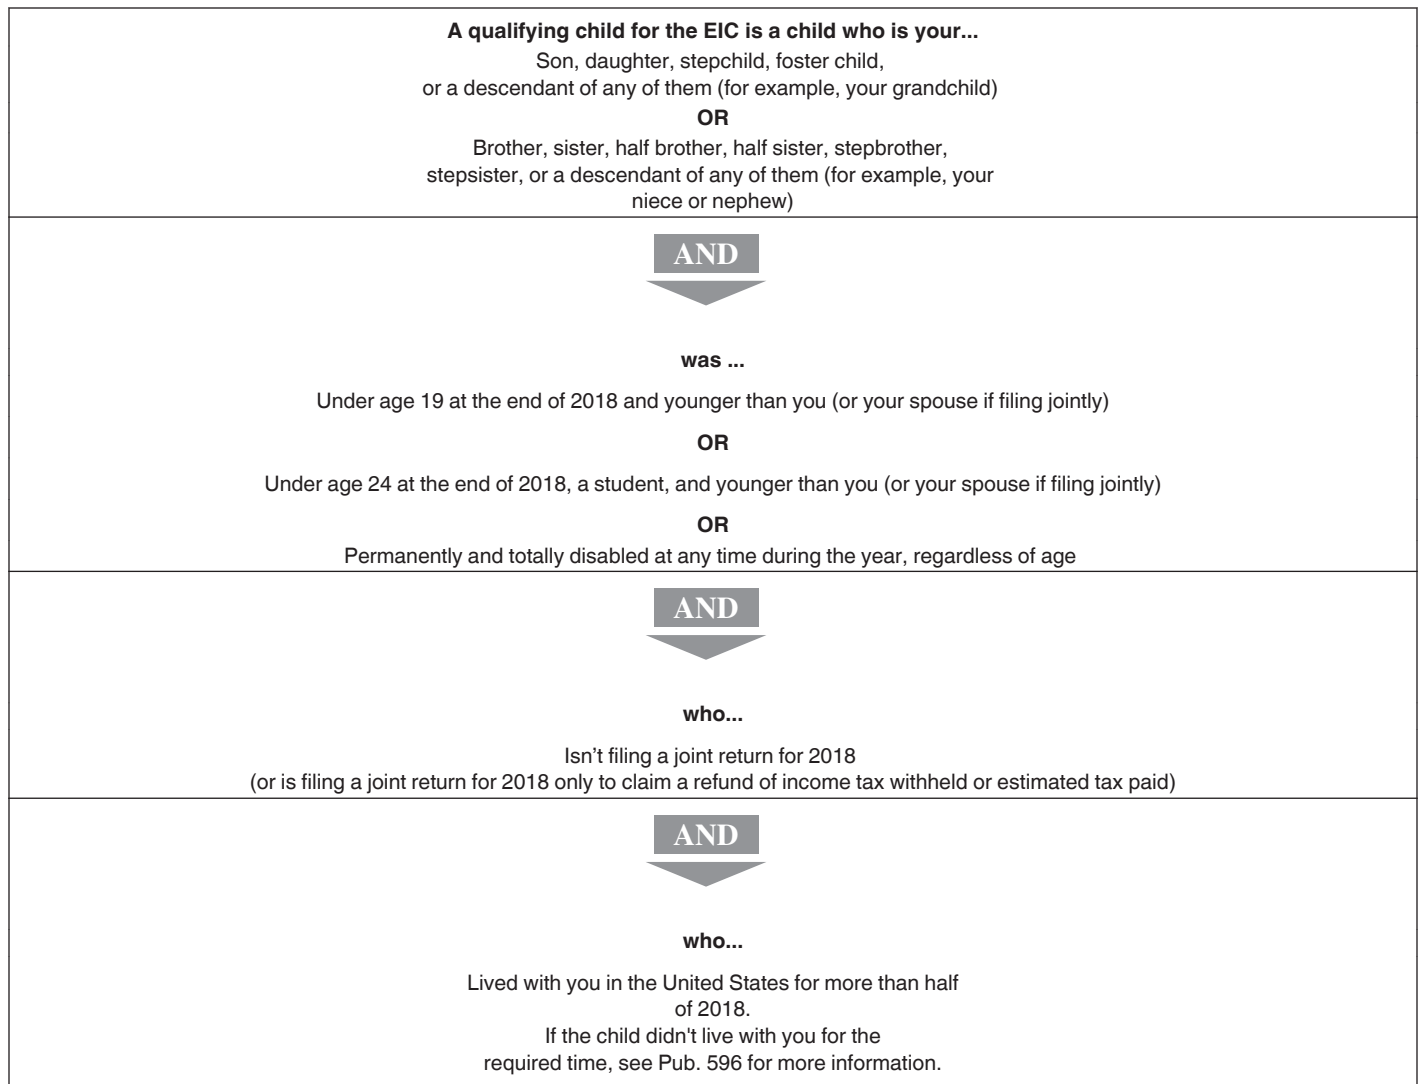 A qualifying child for the EIC is a child who is your...
Son, daughter, stepchild, foster child,
or a descendant of any of them (for example, your grandchild)
OR
Brother, sister, half brother, half sister, stepbrother,
stepsister, or a descendant of any of them (for example, your
niece or nephew)
AND
was ...
Under age 19 at the end of 2018 and younger than you (or your spouse if filing jointly)
OR
Under age 24 at the end of 2018, a student, and younger than you (or your spouse if filing jointly)
OR
Permanently and totally disabled at any time during the year, regardless of age
AND
who...
Isn’t filing a joint return for 2018
(or is filing a joint return for 2018 only to claim a refund of income tax withheld or estimated tax paid)
AND
who...
Lived with you in the United States for more than half
of 2018.
If the child didn't live with you for the
required time, see Pub. 596 for more information.